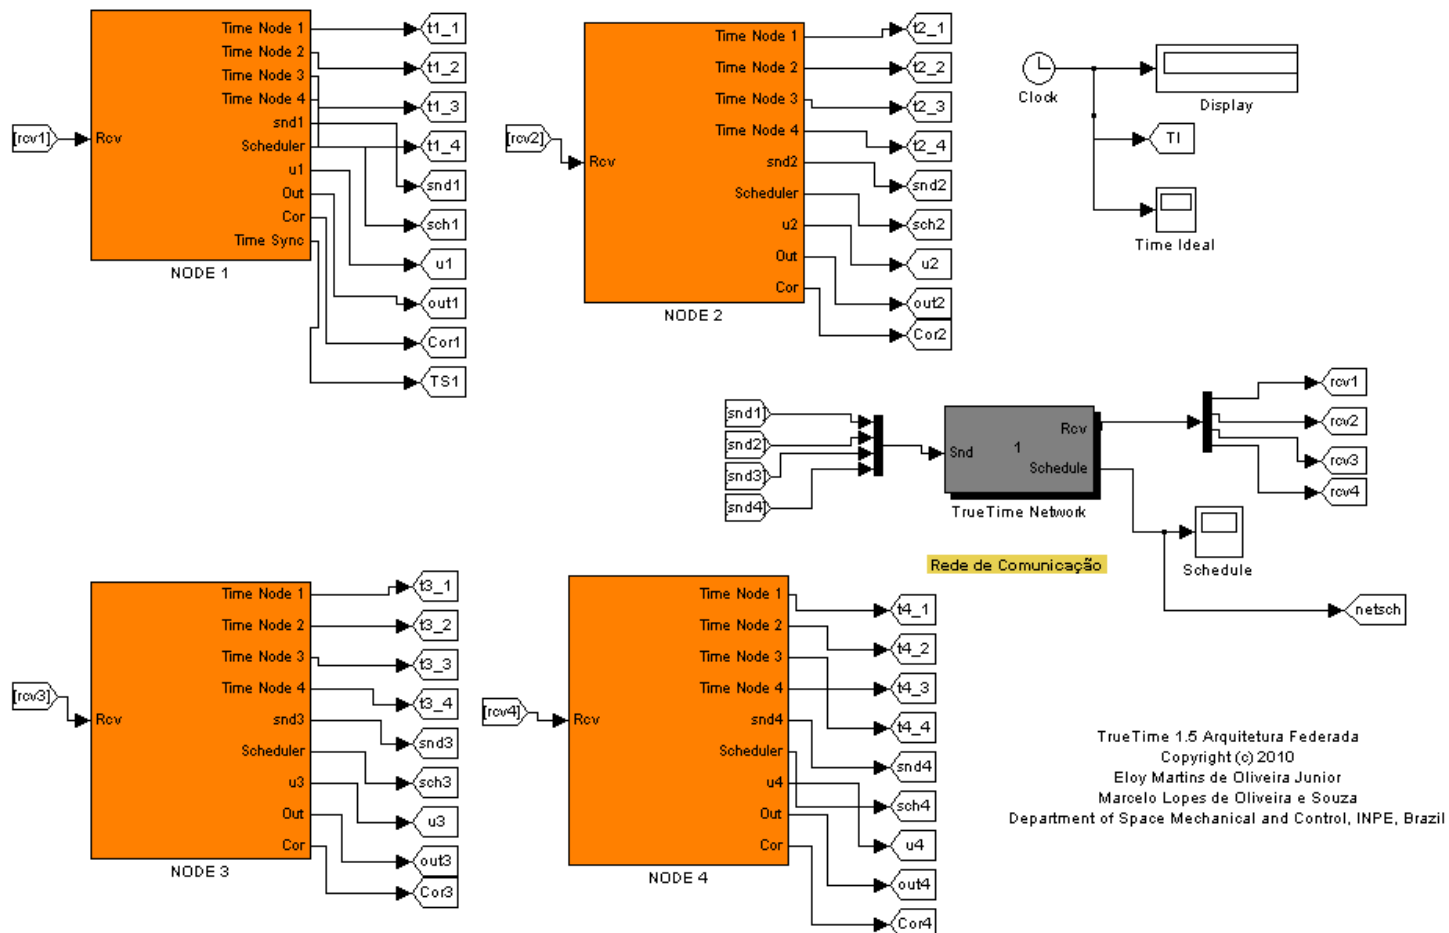 [rcv1]
Rcv
Time Node 1
Time Node 2
Time Node 3
Time Node 4
snd1
Scheduler
u1
Out
Cor
Time Sync
NODE 1
t1_1
t1_2
t1_3
t1_4
snd1
sch1
u1
out1
Cor1
TS1
[rcv2]
Rcv
Time Node 1
Time Node 2
Time Node 3
Time Node 4
snd2
Scheduler
u2
Out
Cor
NODE 2
t2_1
t2_2
t2_3
t2_4
snd2
sch2
u2
out2
Cor2
Clock
Display
TI
Time Ideal
[snd1]
[snd2]
[snd3]
[snd4]
Snd
1
Rcv
Schedule
TrueTime Network
rcv1
rcv2
rcv3
rcv4
Schedule
netsch
Rede de Comunicação
[rcv3]
Rcv
Time Node 1
Time Node 2
Time Node 3
Time Node 4
snd3
Scheduler
u3
Out
Cor
NODE 3
t3_1
t3_2
t3_3
t3_4
snd3
sch3
u3
out3
Cor3
[rcv4]
Rcv
Time Node 1
Time Node 2
Time Node 3
Time Node 4
snd4
Scheduler
u4
Out
Cor
NODE 4
t4_1
t4_2
t4_3
t4_4
snd4
sch4
u4
out4
Cor4
TrueTime 1.5 Arquitetura Federada
Copyright (c) 2010
Eloy Martins de Oliveira Junior
Marcelo Lopes de Oliveira e Souza
Department of Space Mechanical and Control, INPE, Brazil